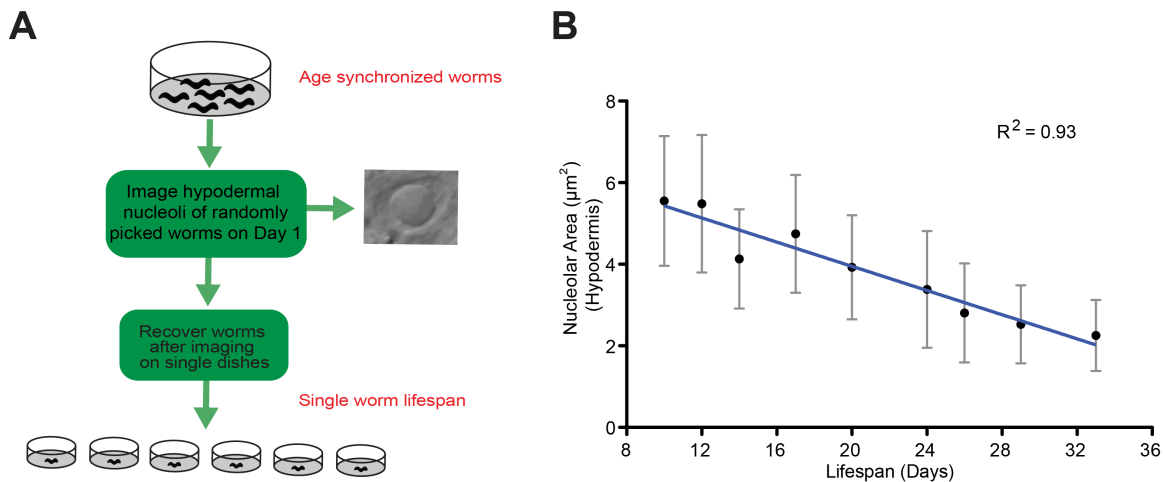 A
Age synchronized worms
Image hypodermal
nucleoli of randomly
picked worms on Day 1
Recover worms
after imaging
on single dishes
Single worm lifespan
B
R² = 0.93
Nucleolar Area (µm²)
(Hypodermis)
8
6
4
2
0
8 12 16 20 24 28 32 36
Lifespan (Days)